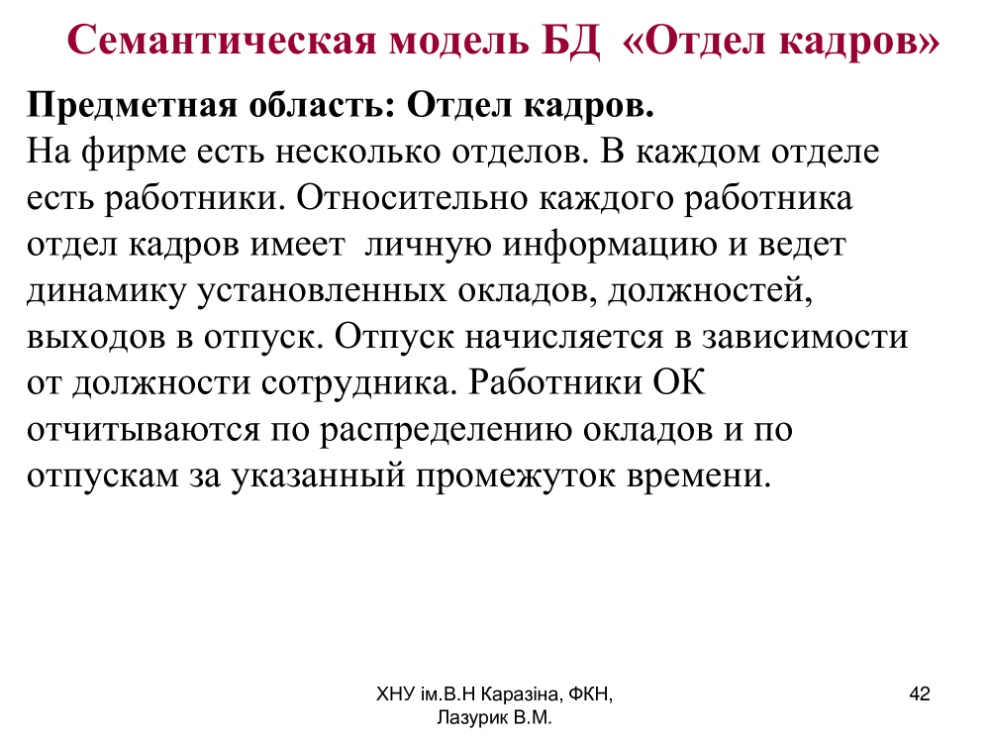 Семантическая модель БД «Отдел кадров»
Предметная область: Отдел кадров.
На фирме есть несколько отделов. В каждом отделе
есть работники. Относительно каждого работника
отдел кадров имеет личную информацию и ведет
динамику установленных окладов, должностей,
выходов в отпуск. Отпуск начисляется в зависимости
от должности сотрудника. Работники ОК
отчитываются по распределению окладов и по
отпускам за указанный промежуток времени.
ХНУ ім.В.Н Каразіна, ФКН,
Лазурик В.М.
42